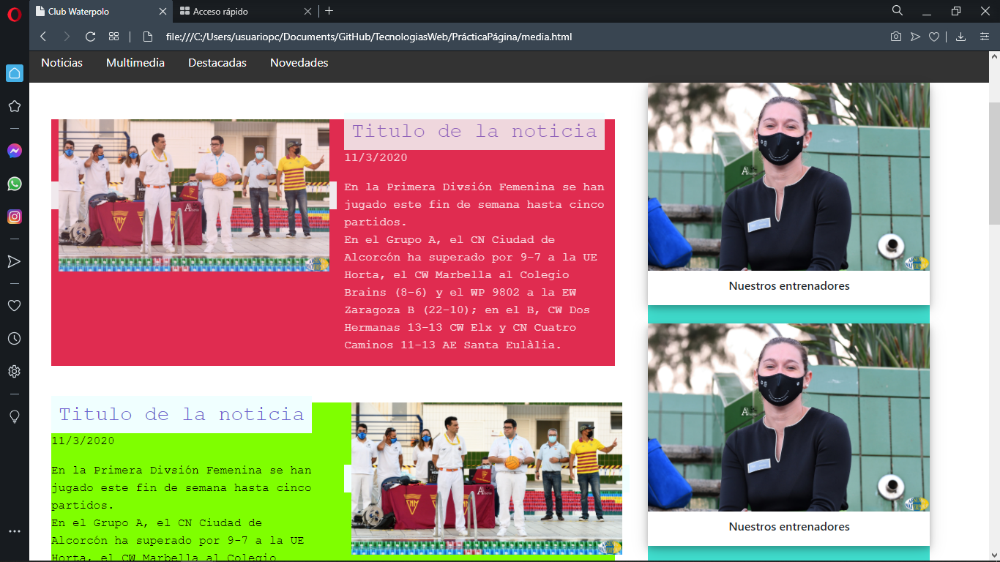 Club Waterpolo
Acceso rápido
file:///C:/Users/usuariopc/Documents/GitHub/TecnologiasWeb/PrácticaPágina/media.html
Noticias Multimedia Destacadas Novedades
Titulo de la noticia
11/3/2020
En la Primera Divsión Femenina se han
jugado este fin de semana hasta cinco
partidos.
En el Grupo A, el CN Ciudad de
Alcorcón ha superado por 9-7 a la UE
Horta, el CW Marbella al Colegio
Brains (8-6) y el WP 9802 a la EW
Zaragoza B (22-10); en el B, CW Dos
Hermanas 13-13 CW Elx y CN Cuatro
Caminos 11-13 AE Santa Eulàlia.
Nuestros entrenadores
Titulo de la noticia
11/3/2020
En la Primera Divsión Femenina se han
jugado este fin de semana hasta cinco
partidos.
En el Grupo A, el CN Ciudad de
Alcorcón ha superado por 9-7 a la UE
Horta, el CW Marbella al Colegio
Nuestros entrenadores